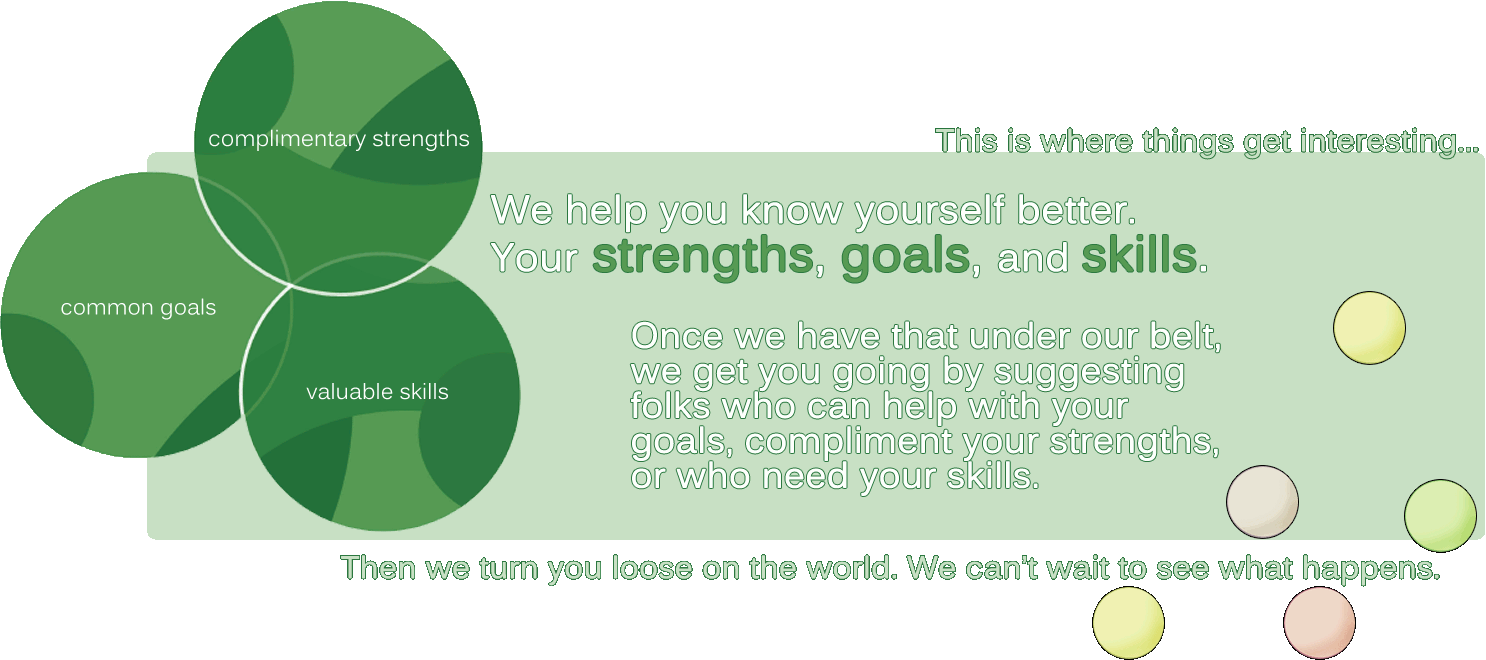 complimentary strengths
common goals
valuable skills
This is where things get interesting...
We help you know yourself better.
Your strengths, goals, and skills.
Once we have that under our belt,
we get you going by suggesting
folks who can help with your
goals, compliment your strengths,
or who need your skills.
Then we turn you loose on the world. We can't wait to see what happens.